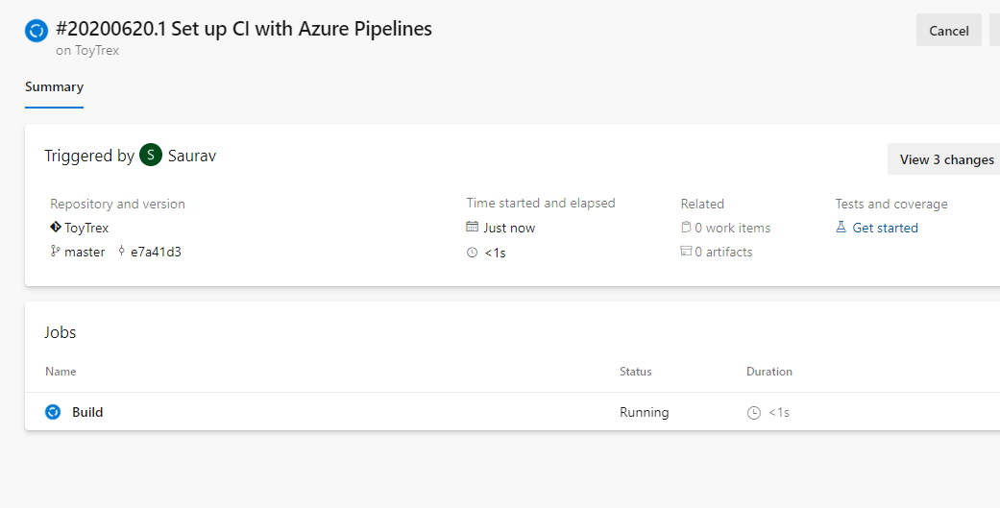 #20200620.1 Set up CI with Azure Pipelines
on ToyTrex
Cancel
Summary
Triggered by S Saurav
View 3 changes
Repository and version
Time started and elapsed
Related
Tests and coverage
ToyTrex
Just now
0 work items
Get started
master e7a41d3
<1s
0 artifacts
Jobs
Name
Status
Duration
Build
Running
<1s